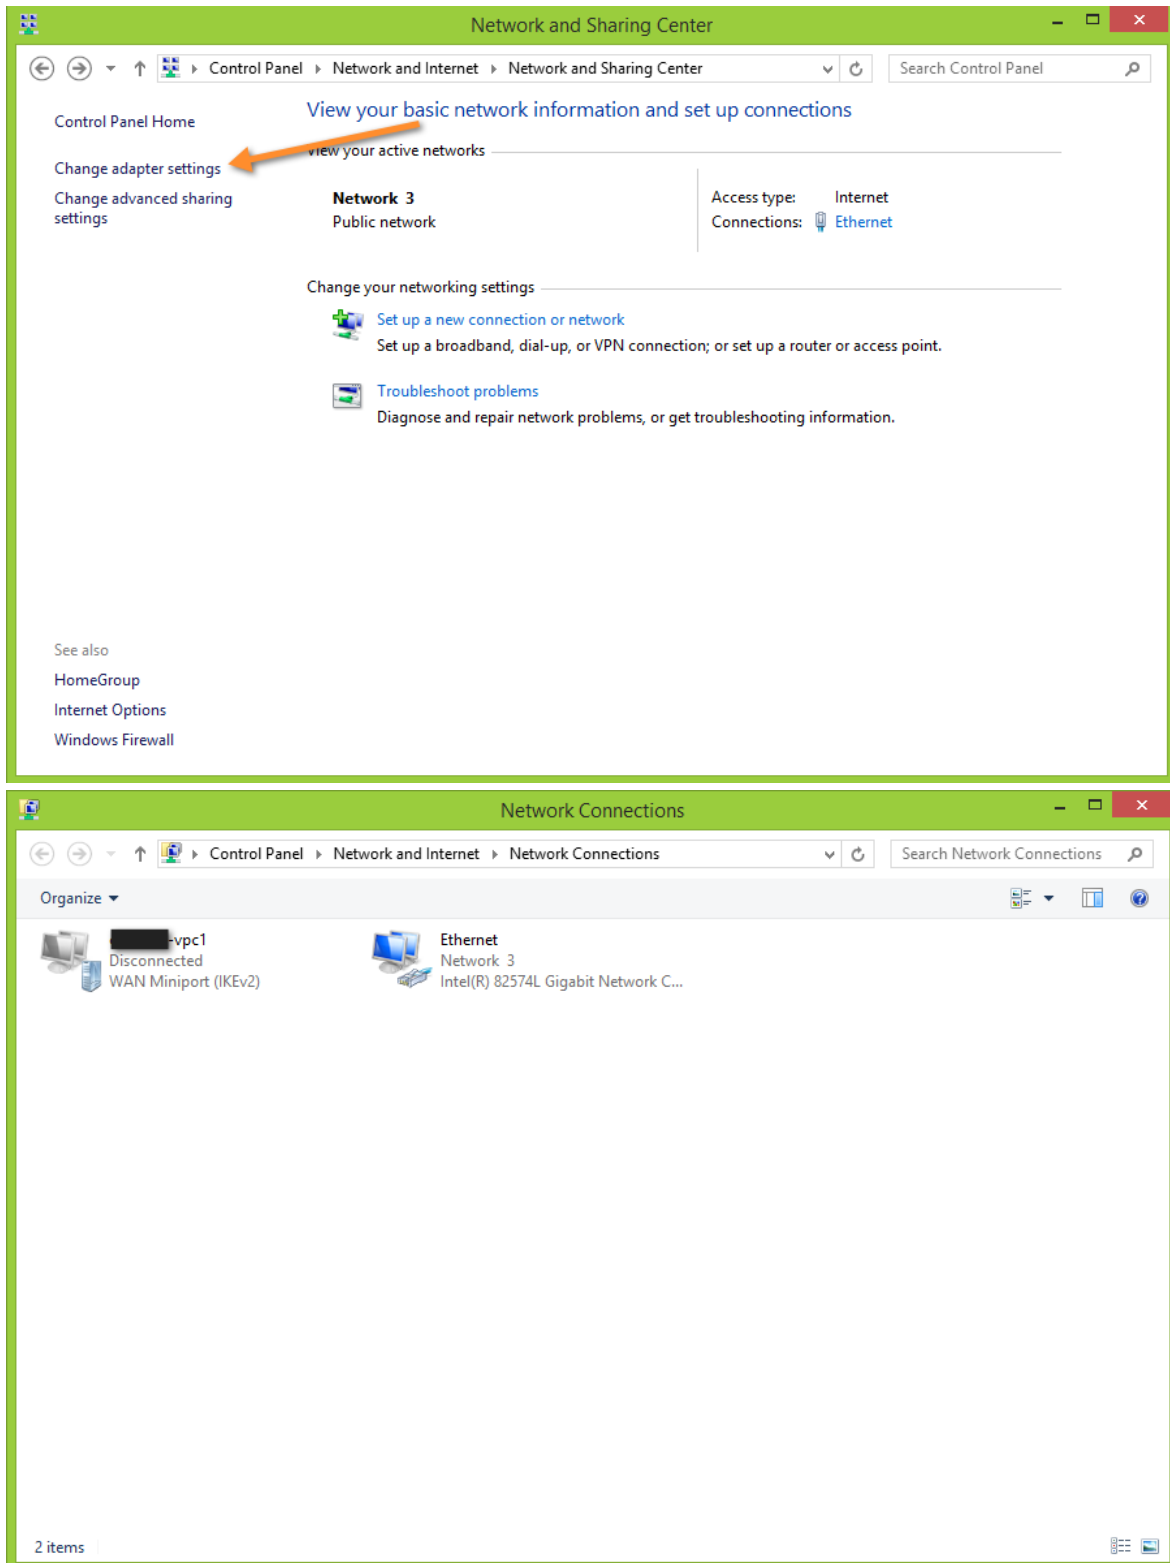 Network and Sharing Center
Control Panel Network and Internet Network and Sharing Center
Search Control Panel
Control Panel Home
Change adapter settings
Change advanced sharing
settings
View your basic network information and set up connections
View your active networks
Network 3
Public network
Access type: Internet
Connections: Ethernet
Change your networking settings
Set up a new connection or network
Set up a broadband, dial-up, or VPN connection; or set up a router or access point.
Troubleshoot problems
Diagnose and repair network problems, or get troubleshooting information.
See also
HomeGroup
Internet Options
Windows Firewall
Network Connections
Control Panel Network and Internet Network Connections
Search Network Connections
Organize
-vpc1
Disconnected
WAN Miniport (IKEv2)
Ethernet
Network 3
Intel(R) 82574L Gigabit Network C...
2 items